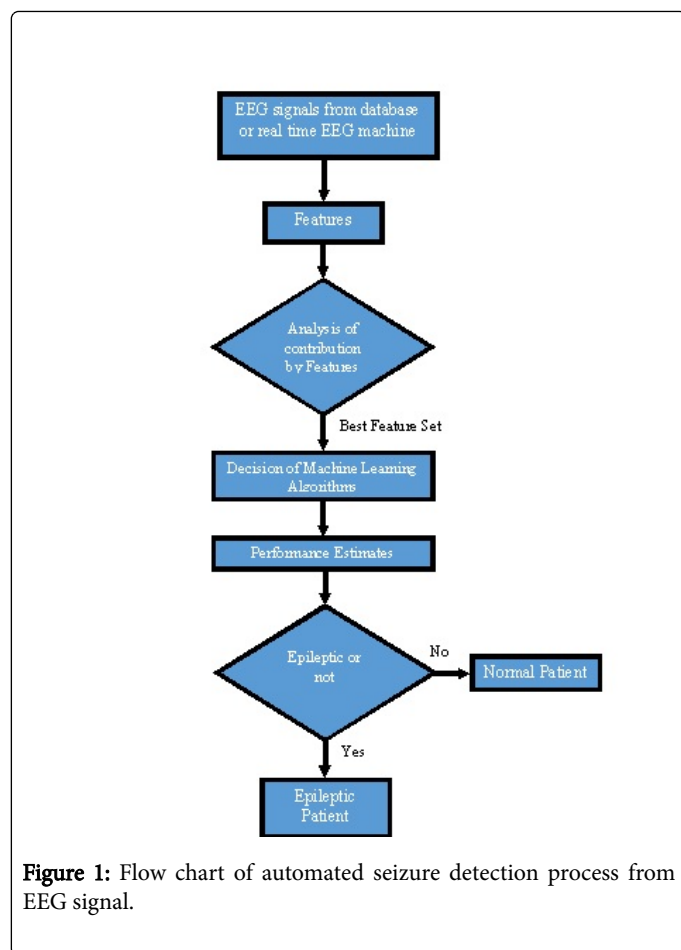 EEG signals from database
or real time EEG machine
Features
Analysis of
contribution
by Features
Best Feature Set
Decision of Machine Learning
Algorithms
Performance Estimates
Epileptic or
not
No
Normal Patient
Yes
Epileptic
Patient
Figure 1: Flow chart of automated seizure detection process from
EEG signal.